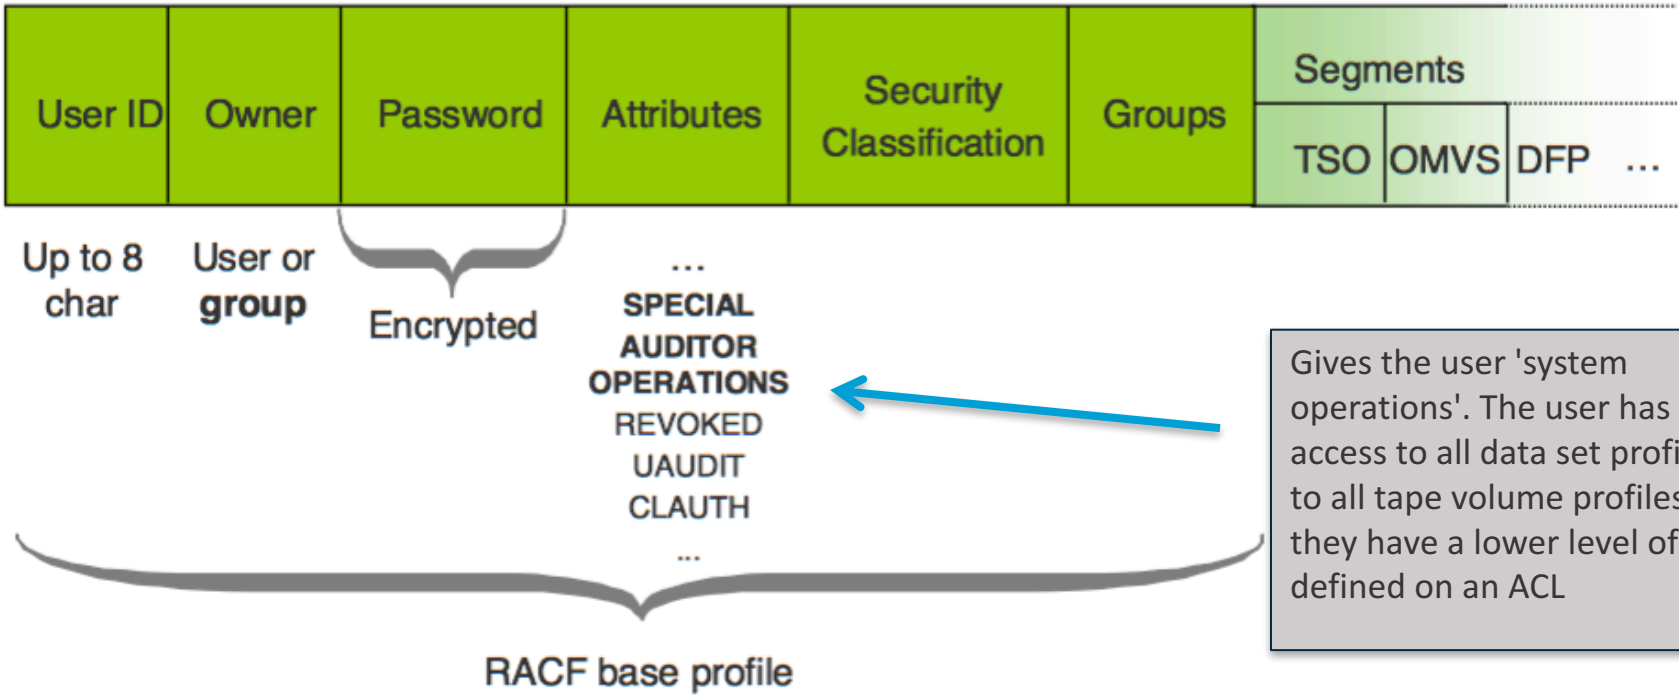 User ID
Owner
Password
Attributes
Security
Classification
Groups
Segments
TSO
OMVS
DFP
...
Up to 8
char
User or
group
Encrypted
...
SPECIAL
AUDITOR
OPERATIONS
REVOKED
UAUDIT
CLAUTH
...
RACF base profile
Gives the user 'system
operations'. The user has
access to all data set
to all tape volume
they have a lower level of
defined on an ACL